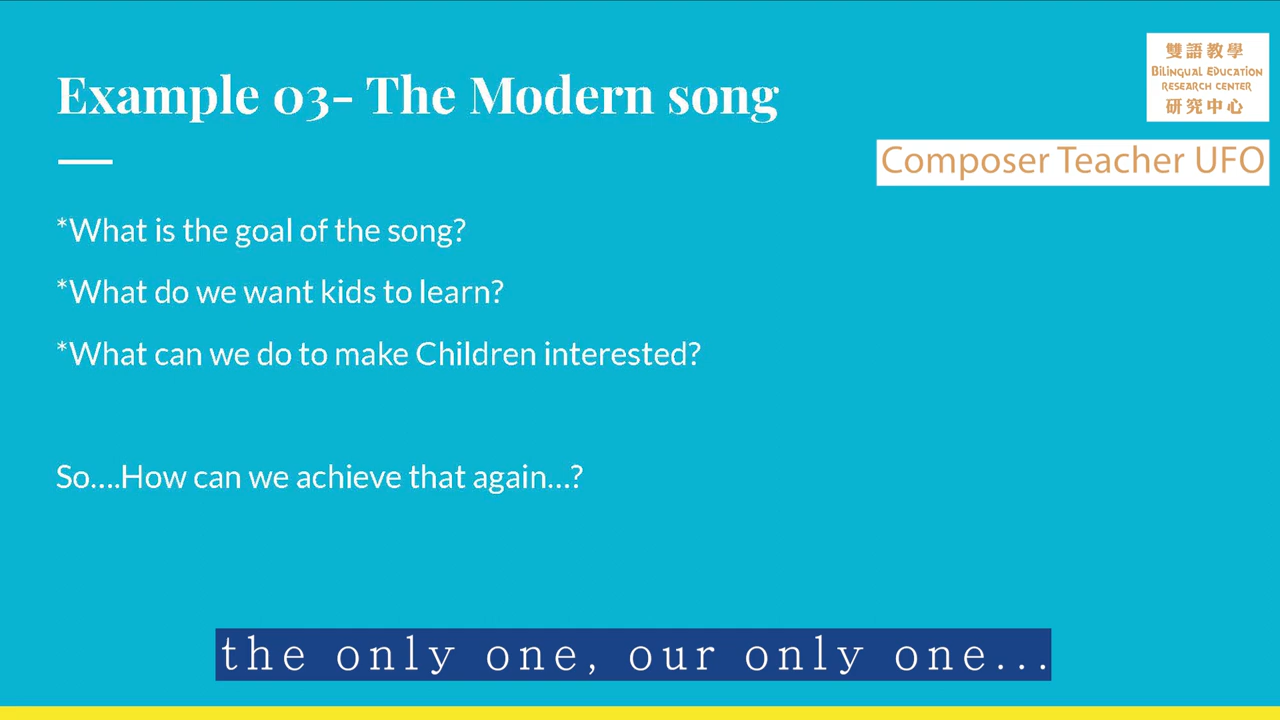 Example 03- The Modern song
雙語教學
BILINGUAL EDUCATION
RESEARCH CENTER
研究中心
Composer Teacher UFO
*What is the goal of the song?
*What do we want kids to learn?
*What can we do to make Children interested?
So....How can we achieve that again...?
the only one, our only one...